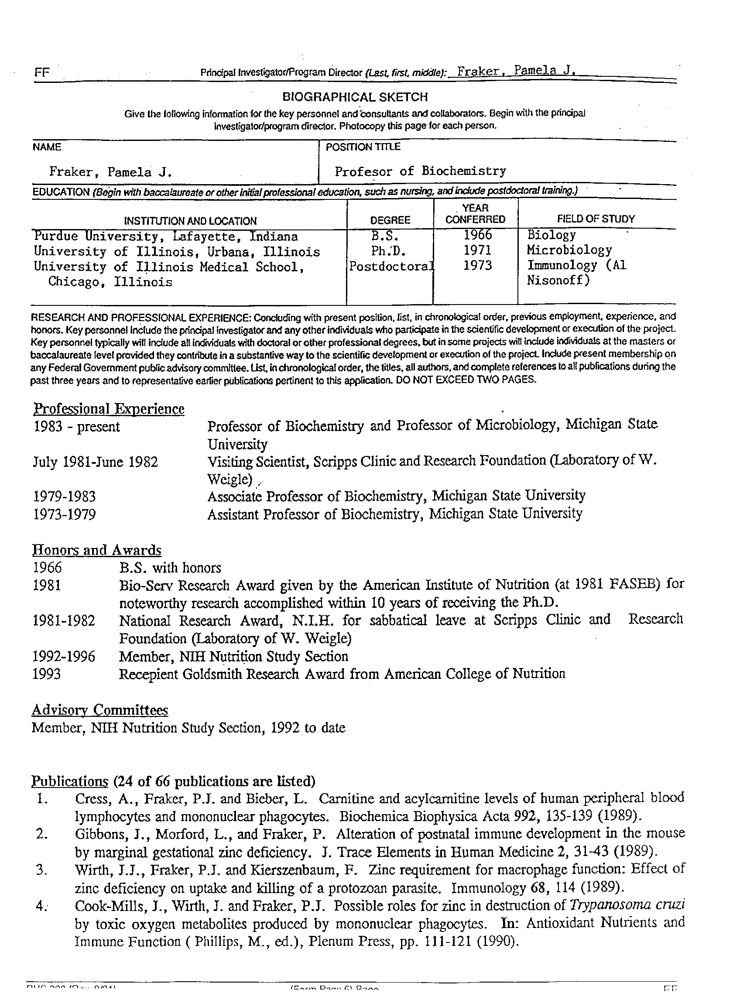 FF Principal Investigator/Program Director (Last, first, middle): Fraker, Pamela J.
BIOGRAPHICAL SKETCH
Give the following information for the key personnel and consultants and collaborators. Begin with the principal
investigator/program director. Photocopy this page for each person.
NAME POSITION TITLE
Fraker, Pamela J. Profesor of Biochemistry
EDUCATION (Begin with baccalaureate or other initial professional education, such as nursing, and include postdoctoral training.)
INSTITUTION AND LOCATION DEGREE YEAR CONFERRED FIELD OF STUDY
Purdue University, Lafayette, Indiana B.S. 1966 Biology
University of Illinois, Urbana, Illinois Ph.D. 1971 Microbiology
University of Illinois Medical School, Postdoctoral 1973 Immunology (Al
Chicago, Illinois Nisonoff)
RESEARCH AND PROFESSIONAL EXPERIENCE: Concluding with present position, list, in chronological order, previous employment, experience, and
honors. Key personnel include the principal investigator and any other individuals who participate in the scientific development or execution of the project.
Key personnel typically will include all individuals with doctoral or other professional degrees, but in some projects will include individuals at the masters or
baccalaureate level provided they contribute in a substantive way to the scientific development or execution of the project. Include present membership on
any Federal Government public advisory committee. List, in chronological order, the titles, all authors, and complete references to all publications during the
past three years and to representative earlier publications pertinent to this application. DO NOT EXCEED TWO PAGES.
Professional Experience
1983 - present Professor of Biochemistry and Professor of Microbiology, Michigan State
University
July 1981-June 1982 Visiting Scientist, Scripps Clinic and Research Foundation (Laboratory of W.
Weigle)
1979-1983 Associate Professor of Biochemistry, Michigan State University
1973-1979 Assistant Professor of Biochemistry, Michigan State University
Honors and Awards
1966 B.S. with honors
1981 Bio-Serv Research Award given by the American Institute of Nutrition (at 1981 FASEB) for
noteworthy research accomplished within 10 years of receiving the Ph.D.
1981-1982 National Research Award, N.I.H. for sabbatical leave at Scripps Clinic and Research
Foundation (Laboratory of W. Weigle)
1992-1996 Member, NIH Nutrition Study Section
1993 Recepient Goldsmith Research Award from American College of Nutrition
Advisory Committees
Member, NIH Nutrition Study Section, 1992 to date
Publications (24 of 66 publications are listed)
1. Cress, A., Fraker, P.J. and Bieber, L. Carnitine and acylcarnitine levels of human peripheral blood
lymphocytes and mononuclear phagocytes. Biochemica Biophysica Acta 992, 135-139 (1989).
2. Gibbons, J., Morford, L., and Fraker, P. Alteration of postnatal immune development in the mouse
by marginal gestational zinc deficiency. J. Trace Elements in Human Medicine 2, 31-43 (1989).
3. Wirth, J.J., Fraker, P.J. and Kierszenbaum, F. Zinc requirement for macrophage function: Effect of
zinc deficiency on uptake and killing of a protozoan parasite. Immunology 68, 114 (1989).
4. Cook-Mills, J., Wirth, J. and Fraker, P.J. Possible roles for zinc in destruction of Trypanosoma cruzi
by toxic oxygen metabolites produced by mononuclear phagocytes. In: Antioxidant Nutrients and
Immune Function ( Phillips, M., ed.), Plenum Press, pp. 111-121 (1990).
(Form Page 6) Page FF